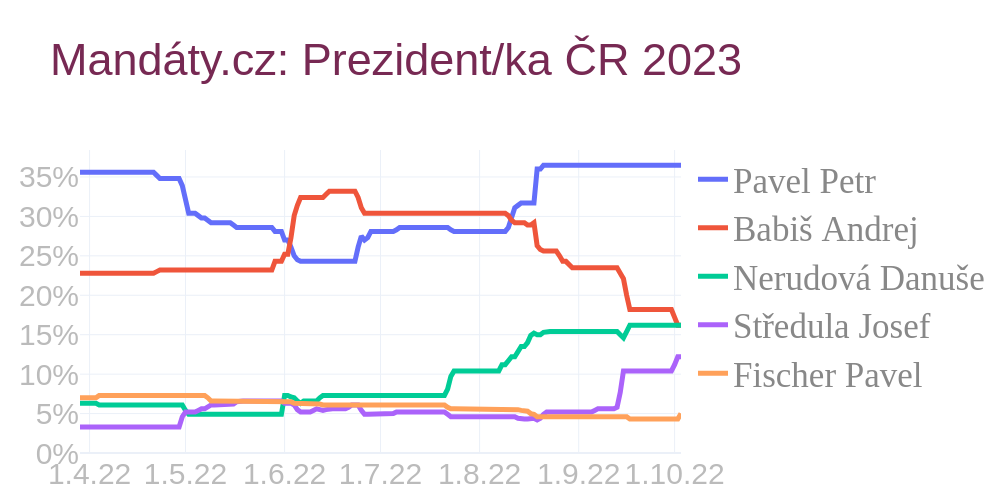 Mandáty.cz: Prezident/ka ČR 2023
35%
30%
25%
20%
15%
10%
5%
0%
1.4.22 1.5.22 1.6.22 1.7.22 1.8.22 1.9.22 1.10.22
Pavel Petr
Babiš Andrej
Nerudová Danuše
Středula Josef
Fischer Pavel